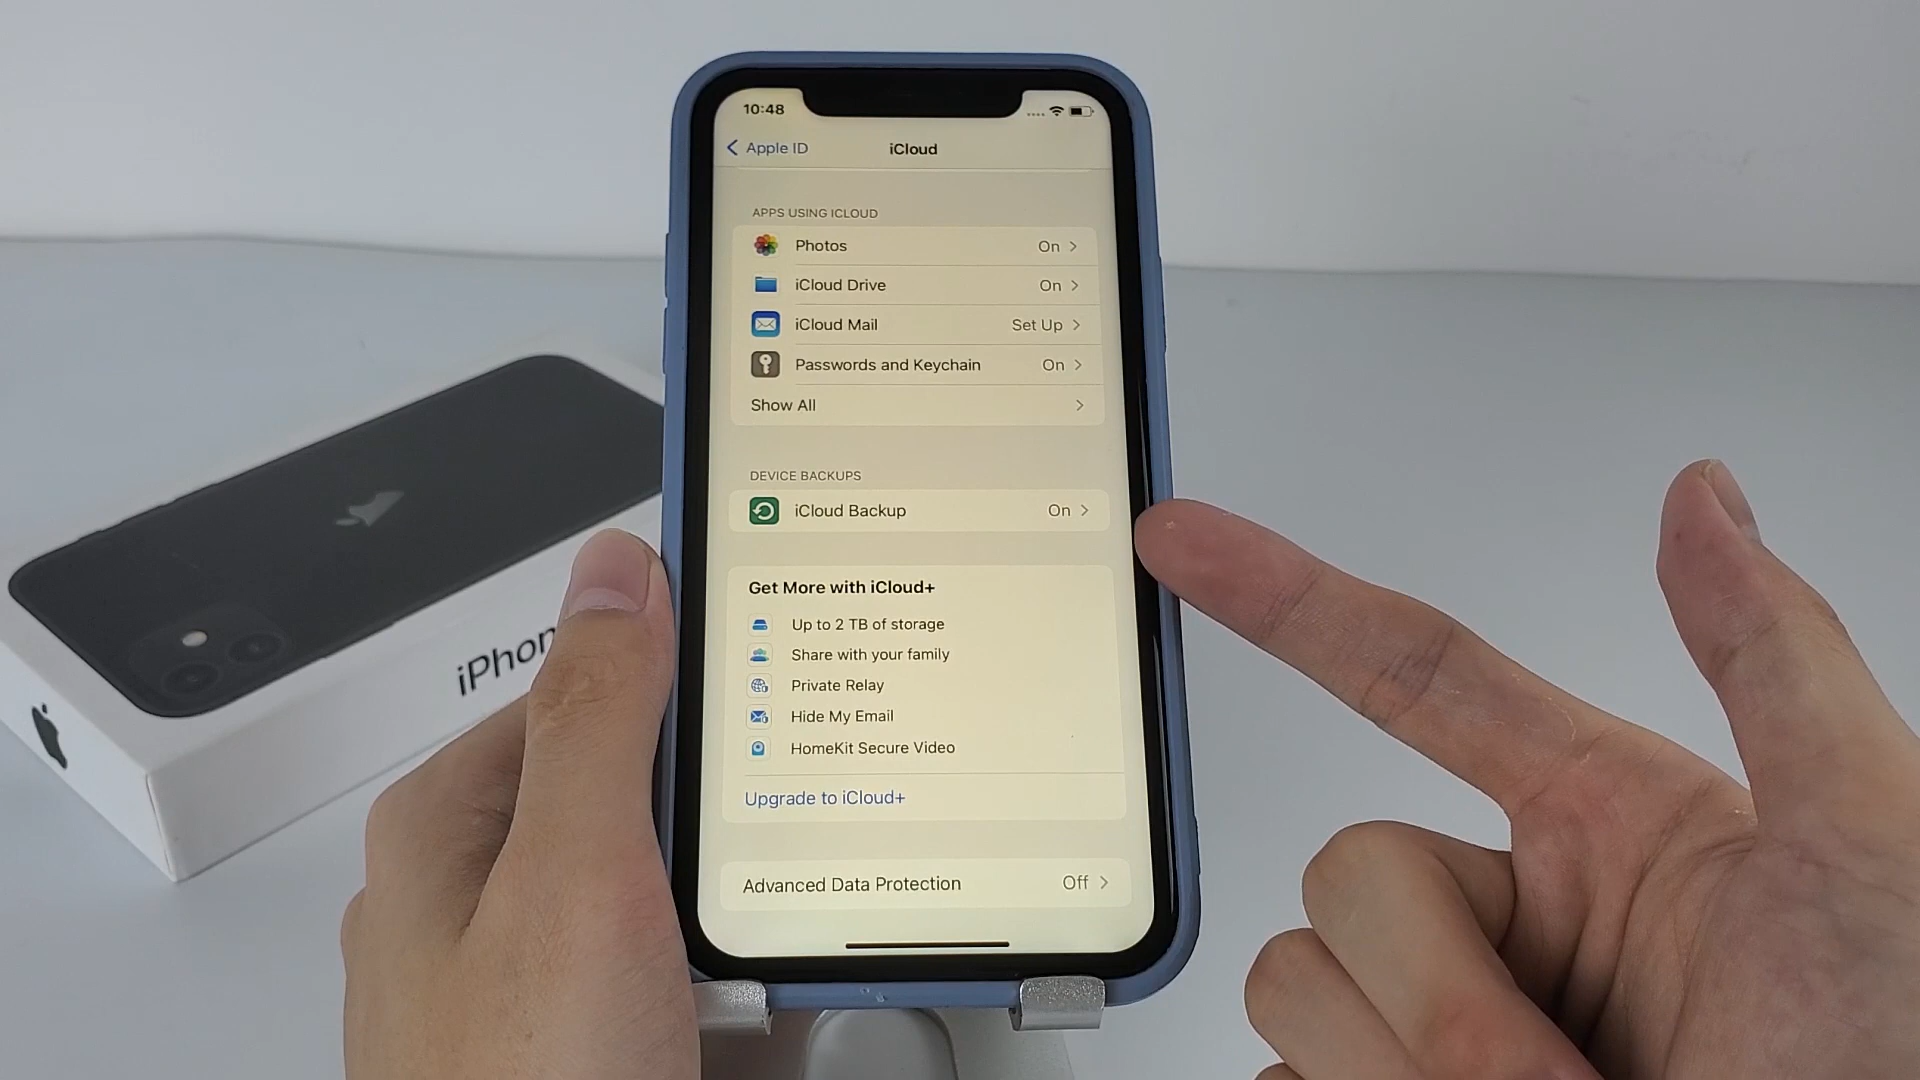 10:48
Apple ID
iCloud
APPS USING ICLOUD
Photos On
iCloud Drive On
iCloud Mail Set Up
Passwords and Keychain On
Show All
DEVICE BACKUPS
iCloud Backup On
Get More with iCloud+
Up to 2 TB of storage
Share with your family
Private Relay
Hide My Email
HomeKit Secure Video
Upgrade to iCloud+
Advanced Data Protection Off
iPhon